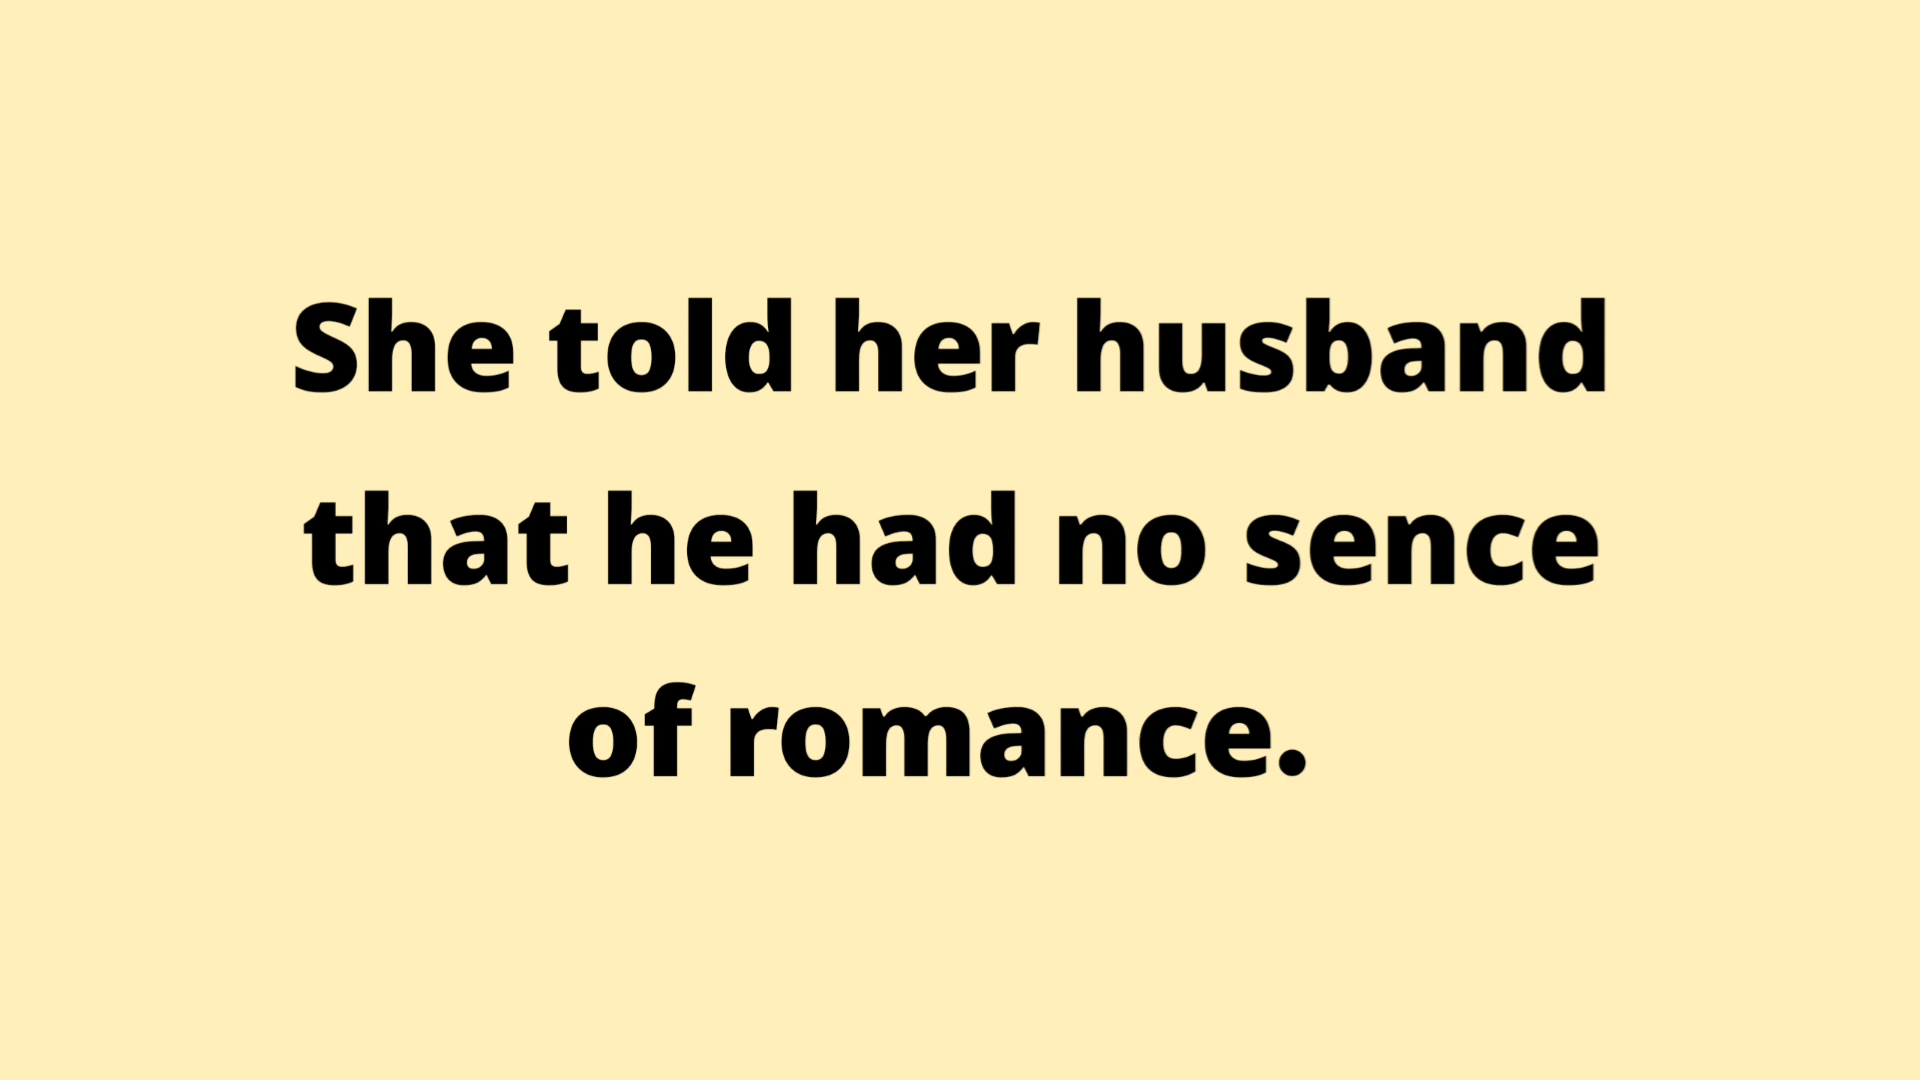 She told her husband
that he had no sence
of romance.